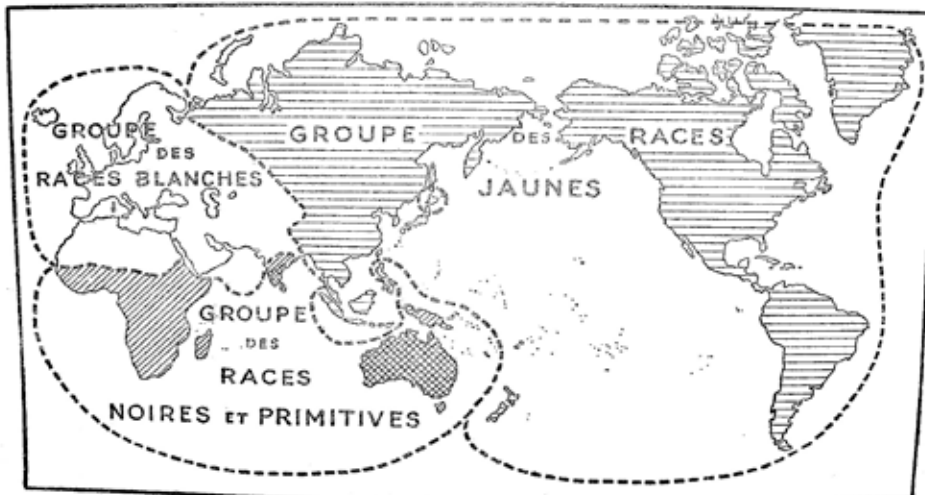 GROUPE
DES
RACES BLANCHES
GROUPE DES RACES
JAUNES
GROUPE
DES
RACES
NOIRES ET PRIMITIVES